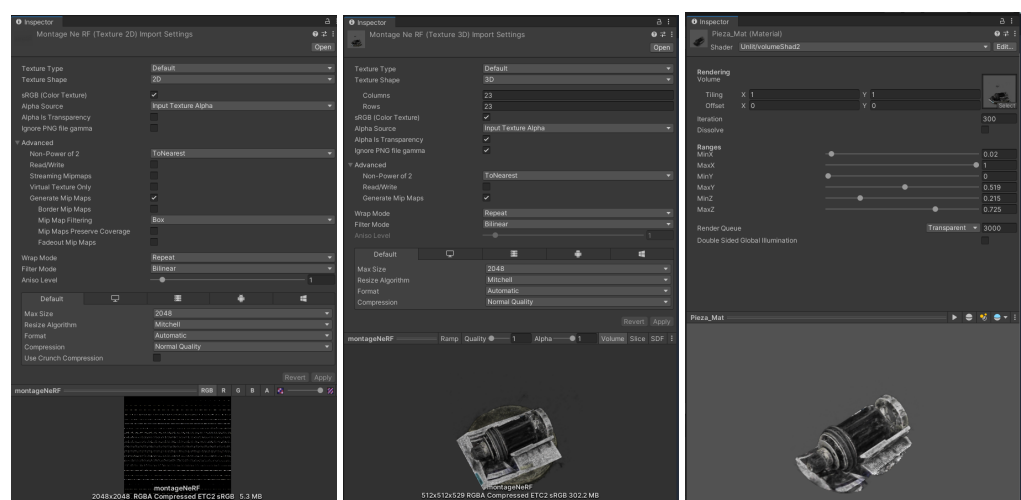 Inspector
Montage Ne RF (Texture 2D) Import Settings
Open
Texture Type Default
Texture Shape 2D
sRGB (Color Texture)
Alpha Source Input Texture Alpha
Alpha Is Transparency
Ignore PNG file gamma
Advanced
Non-Power of 2 ToNearest
Read/Write
Streaming Mipmaps
Virtual Texture Only
Generate Mip Maps
Border Mip Maps
Mip Map Filtering Box
Mip Maps Preserve Coverage
Fadeout Mip Maps
Wrap Mode Repeat
Filter Mode Bilinear
Aniso Level 1
Default
Max Size 2048
Resize Algorithm Mitchell
Format Automatic
Compression Normal Quality
Use Crunch Compression
Revert Apply
montageNeRF RGB R G B A
montageNeRF
2048x2048 RGBA Compressed ETC2 sRGB 5.3 MB
Inspector
Montage Ne RF (Texture 3D) Import Settings
Open
Texture Type Default
Texture Shape 3D
Columns 23
Rows 23
sRGB (Color Texture)
Alpha Source Input Texture Alpha
Alpha Is Transparency
Ignore PNG file gamma
Advanced
Non-Power of 2 ToNearest
Read/Write
Generate Mip Maps
Wrap Mode Repeat
Filter Mode Bilinear
Aniso Level 1
Default
Max Size 2048
Resize Algorithm Mitchell
Format Automatic
Compression Normal Quality
Revert Apply
montageNeRF Ramp Quality 1 Alpha 1 Volume Slice SDF
montageNeRF
512x512x529 RGBA Compressed ETC2 sRGB 302.2 MB
Inspector
Pieza_Mat (Material)
Shader Unlit/volumeShad2 Edit...
Rendering
Volume
Tiling X 1 Y 1
Offset X 0 Y 0 Select
Iteration 300
Dissolve
Ranges
MinX 0.02
MaxX 1
MinY 0
MaxY 0.519
MinZ 0.215
MaxZ 0.725
Render Queue Transparent 3000
Double Sided Global Illumination
Pieza_Mat